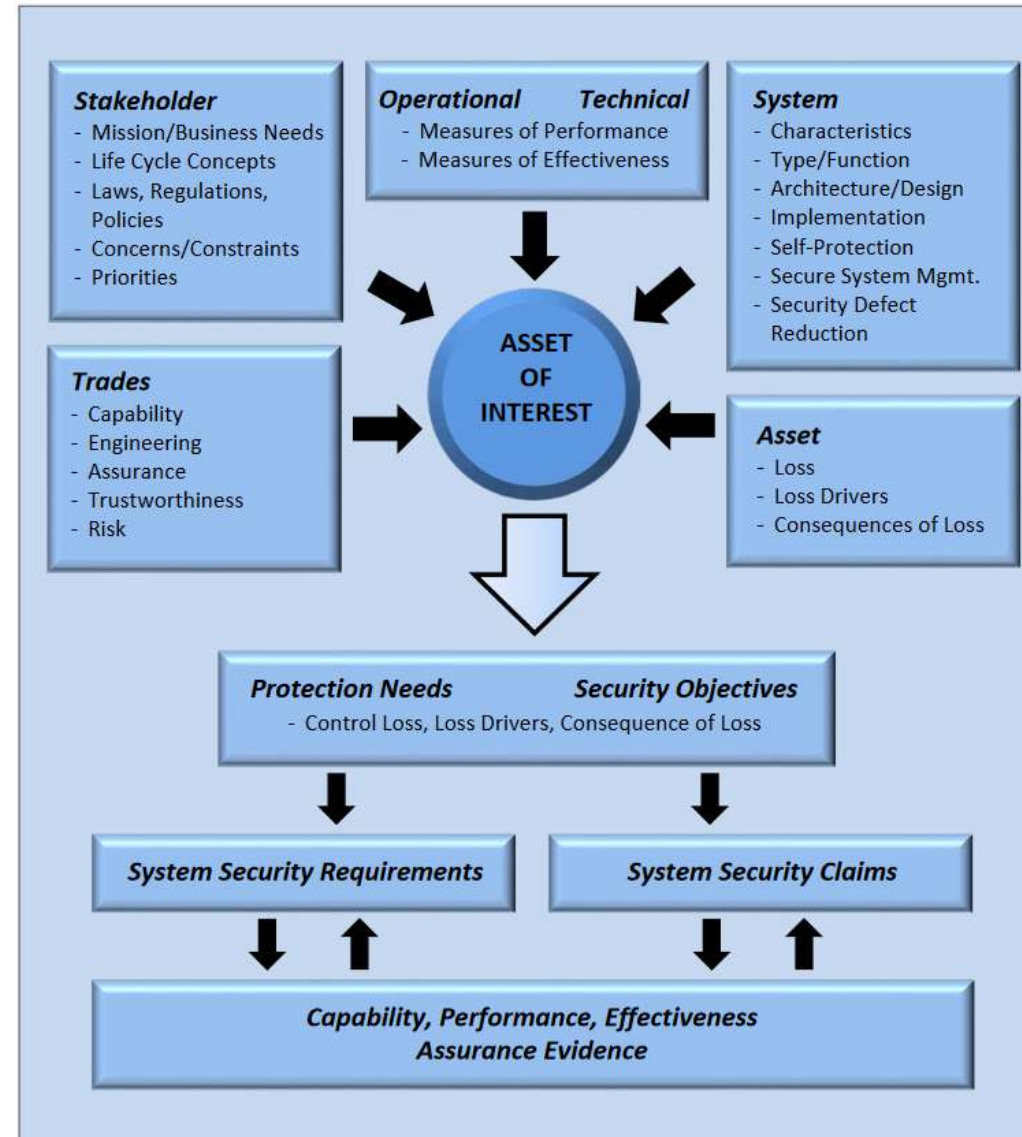 Stakeholder
- Mission/Business Needs
- Life Cycle Concepts
- Laws, Regulations,
Policies
- Concerns/Constraints
- Priorities
Operational Technical
- Measures of Performance
- Measures of Effectiveness
System
- Characteristics
- Type/Function
- Architecture/Design
- Implementation
- Self-Protection
- Secure System Mgmt.
- Security Defect
Reduction
Trades
- Capability
- Engineering
- Assurance
- Trustworthiness
- Risk
ASSET
OF
INTEREST
Asset
- Loss
- Loss Drivers
- Consequences of Loss
Protection Needs Security Objectives
- Control Loss, Loss Drivers, Consequence of Loss
System Security Requirements
System Security Claims
Capability, Performance, Effectiveness
Assurance Evidence